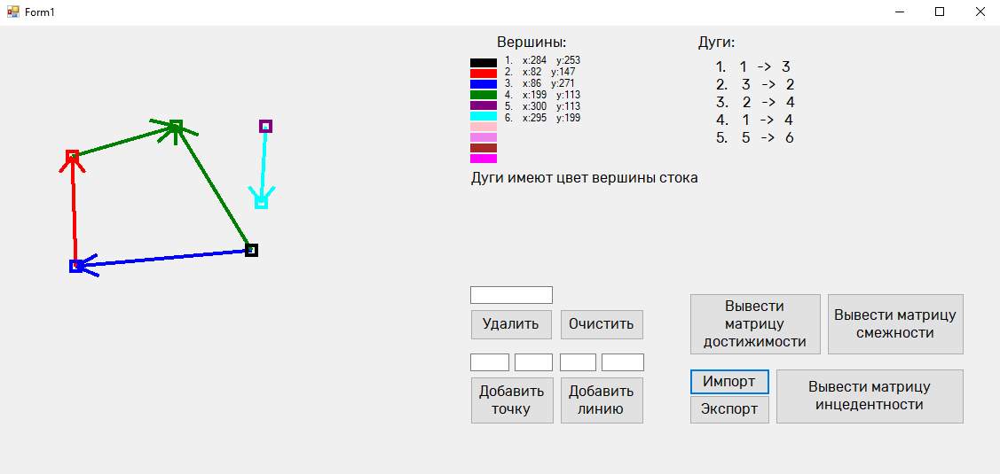 Form1
Вершины:
1. x:284 y:253
2. x:82 y:147
3. x:86 y:271
4. x:199 y:113
5. x:300 y:113
6. x:295 y:199
Дуги имеют цвет вершины стока
Дуги:
1. 1 -> 3
2. 3 -> 2
3. 2 -> 4
4. 1 -> 4
5. 5 -> 6
Удалить
Очистить
Добавить
точку
Добавить
линию
Вывести
матрицу
достижимости
Вывести матрицу
смежности
Импорт
Экспорт
Вывести матрицу
инцедентности